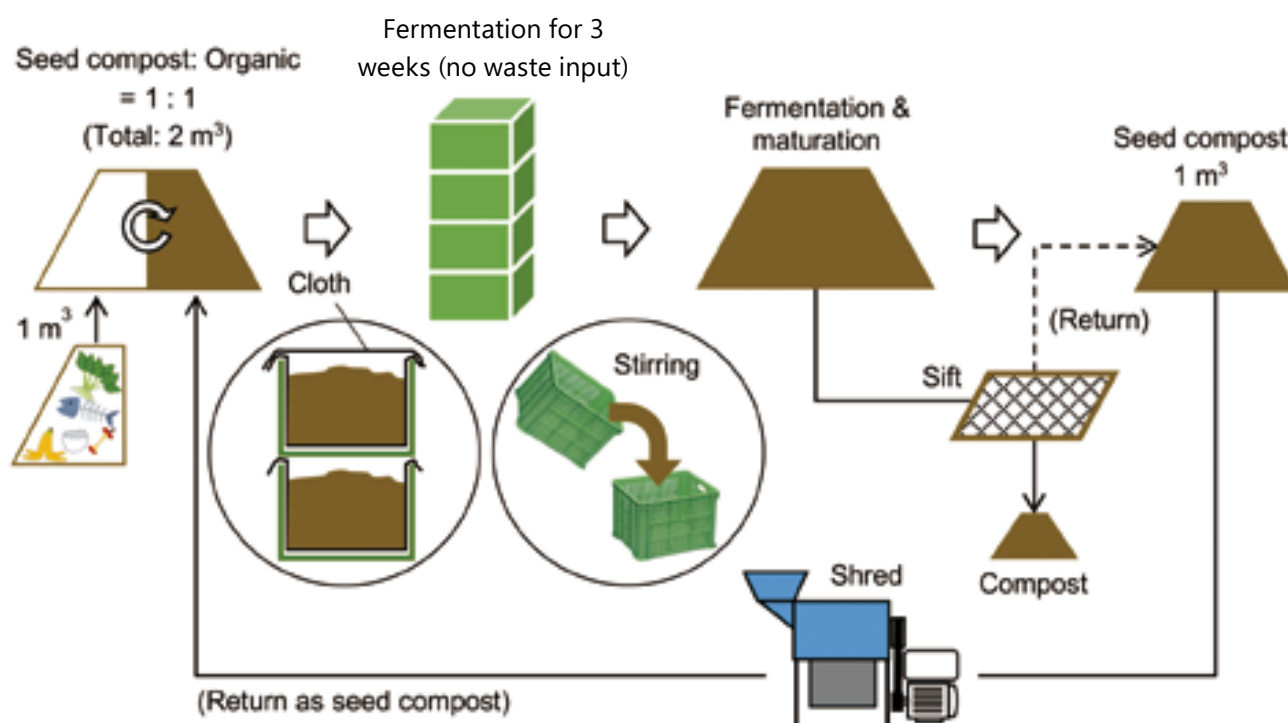 Fermentation for 3
weeks (no waste input)
Seed compost: Organic
= 1 : 1
(Total: 2 m³)
Fermentation &
maturation
Seed compost
1 m³
Cloth
1 m³
Stirring
(Return)
Sift
Compost
Shred
(Return as seed compost)